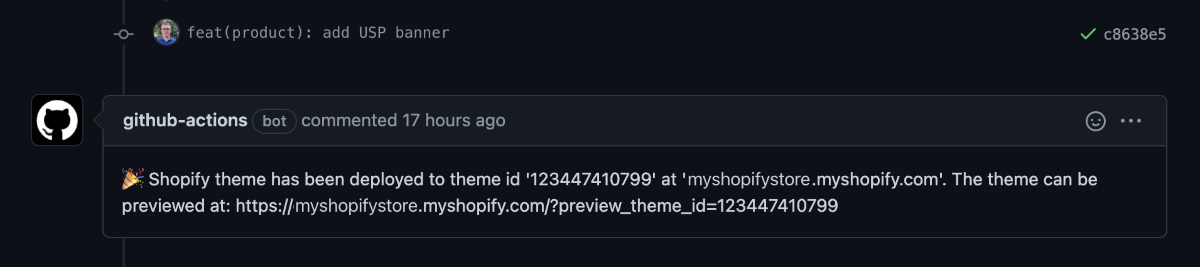 feat(product): add USP banner
c8638e5
github-actions bot commented 17 hours ago
🎉 Shopify theme has been deployed to theme id '123447410799' at 'myshopifystore.myshopify.com'. The theme can be
previewed at: https://myshopifystore.myshopify.com/?preview_theme_id=123447410799